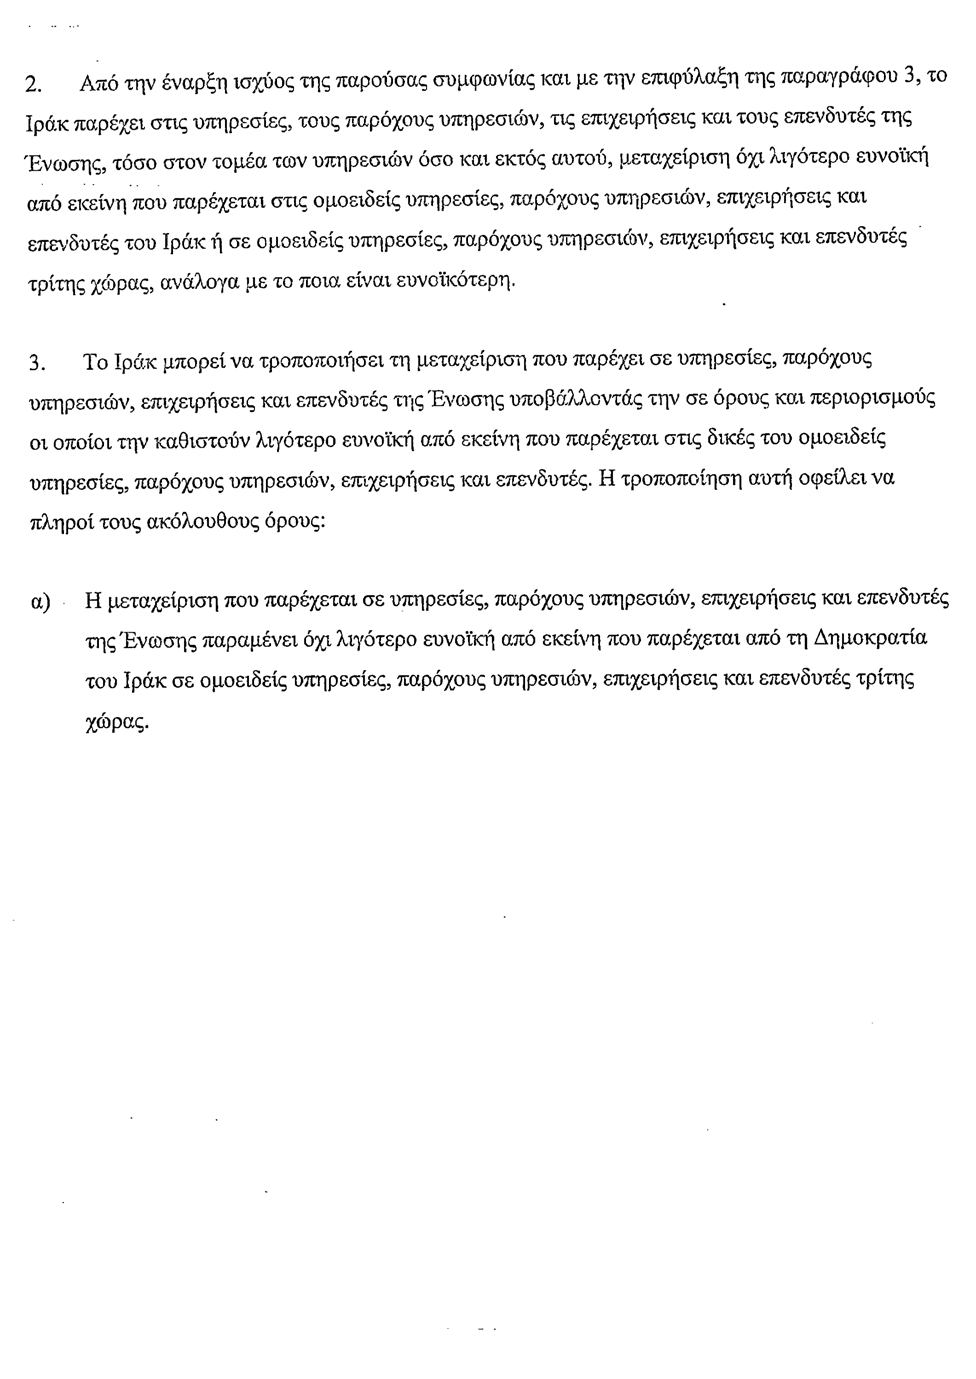 2. Από την έναρξη ισχύος της παρούσας συμφωνίας και με την επιφύλαξη της παραγράφου 3, το
Ιράκ παρέχει στις υπηρεσίες, τους παρόχους υπηρεσιών, τις επιχειρήσεις και τους επενδυτές της
Ένωσης, τόσο στον τομέα των υπηρεσιών όσο και εκτός αυτού, μεταχείριση όχι λιγότερο ευνοϊκή
από εκείνη που παρέχεται στις ομοειδείς υπηρεσίες, παρόχους υπηρεσιών, επιχειρήσεις και
επενδυτές του Ιράκ ή σε ομοειδείς υπηρεσίες, παρόχους υπηρεσιών, επιχειρήσεις και επενδυτές
τρίτης χώρας, ανάλογα με το ποια είναι ευνοϊκότερη.
3. Το Ιράκ μπορεί να τροποποιήσει τη μεταχείριση που παρέχει σε υπηρεσίες, παρόχους
υπηρεσιών, επιχειρήσεις και επενδυτές της Ένωσης υποβάλλοντάς την σε όρους και περιορισμούς
οι οποίοι την καθιστούν λιγότερο ευνοϊκή από εκείνη που παρέχεται στις δικές του ομοειδείς
υπηρεσίες, παρόχους υπηρεσιών, επιχειρήσεις και επενδυτές. Η τροποποίηση αυτή οφείλει να
πληροί τους ακόλουθους όρους:
α) Η μεταχείριση που παρέχεται σε υπηρεσίες, παρόχους υπηρεσιών, επιχειρήσεις και επενδυτές
της Ένωσης παραμένει όχι λιγότερο ευνοϊκή από εκείνη που παρέχεται από τη Δημοκρατία
του Ιράκ σε ομοειδείς υπηρεσίες, παρόχους υπηρεσιών, επιχειρήσεις και επενδυτές τρίτης
χώρας.